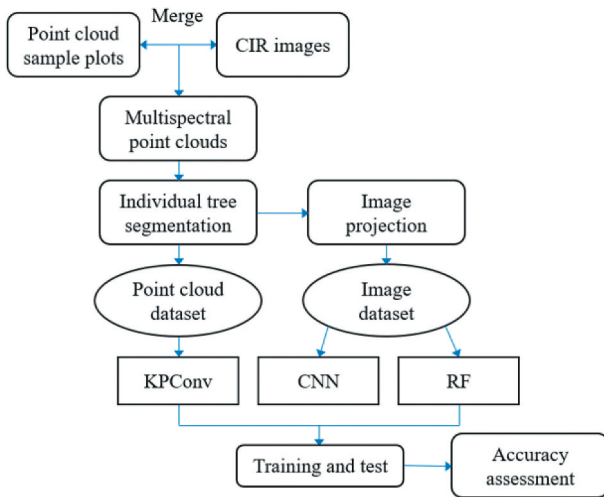 Merge
Point cloud
sample plots
CIR images
Multispectral
point clouds
Individual tree
segmentation
Image
projection
Point cloud
dataset
Image
dataset
KPConv
CNN
RF
Training and test
Accuracy
assessment